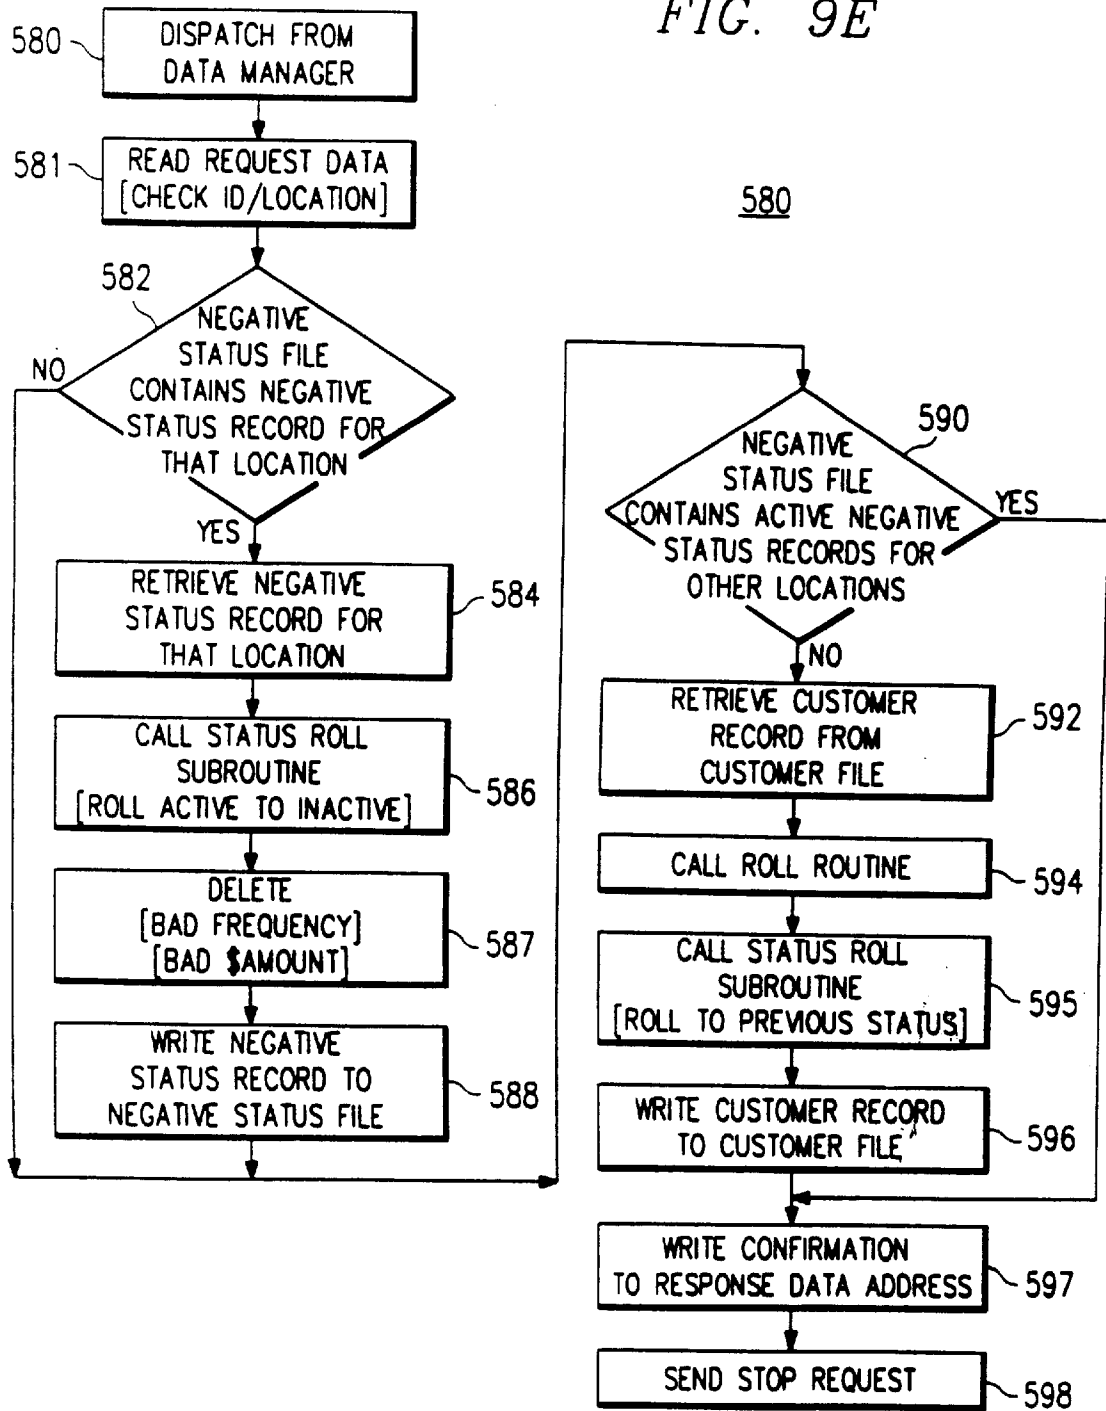 FIG. 9E
580
DISPATCH FROM
DATA MANAGER
581
READ REQUEST DATA
[CHECK ID/LOCATION]
580
582
NEGATIVE
STATUS FILE
CONTAINS NEGATIVE
STATUS RECORD FOR
THAT LOCATION
NO
YES
RETRIEVE NEGATIVE
STATUS RECORD FOR
THAT LOCATION
584
CALL STATUS ROLL
SUBROUTINE
[ROLL ACTIVE TO INACTIVE]
586
DELETE
[BAD FREQUENCY]
[BAD $AMOUNT]
587
WRITE NEGATIVE
STATUS RECORD TO
NEGATIVE STATUS FILE
588
590
NEGATIVE
STATUS FILE
CONTAINS ACTIVE NEGATIVE
STATUS RECORDS FOR
OTHER LOCATIONS
YES
NO
RETRIEVE CUSTOMER
RECORD FROM
CUSTOMER FILE
592
CALL ROLL ROUTINE
594
CALL STATUS ROLL
SUBROUTINE
[ROLL TO PREVIOUS STATUS]
595
WRITE CUSTOMER RECORD
TO CUSTOMER FILE
596
WRITE CONFIRMATION
TO RESPONSE DATA ADDRESS
597
SEND STOP REQUEST
598